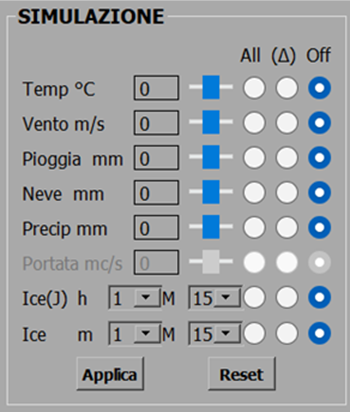 SIMULAZIONE
All (Δ) Off
Temp °C 0
Vento m/s 0
Pioggia mm 0
Neve mm 0
Precip mm 0
Portata mc/s 0
Ice(J) h 1 M 15
Ice m 1 M 15
Applica Reset